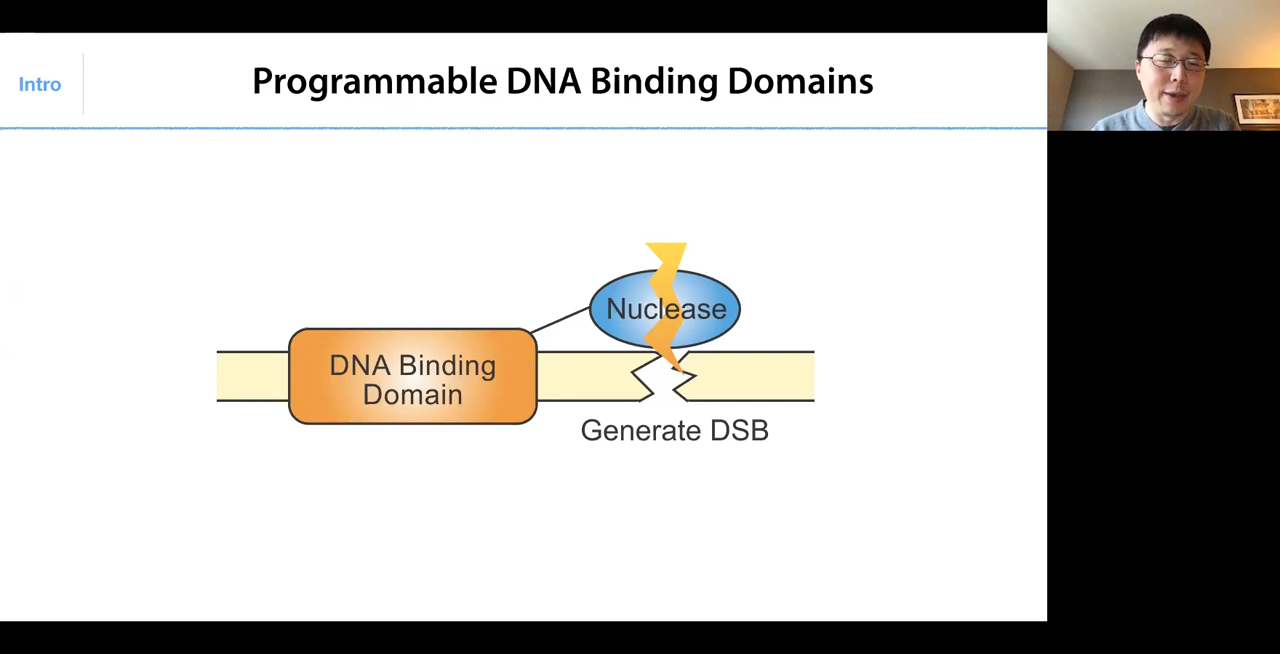 Intro
Programmable DNA Binding Domains
Nuclease
DNA Binding
Domain
Generate DSB